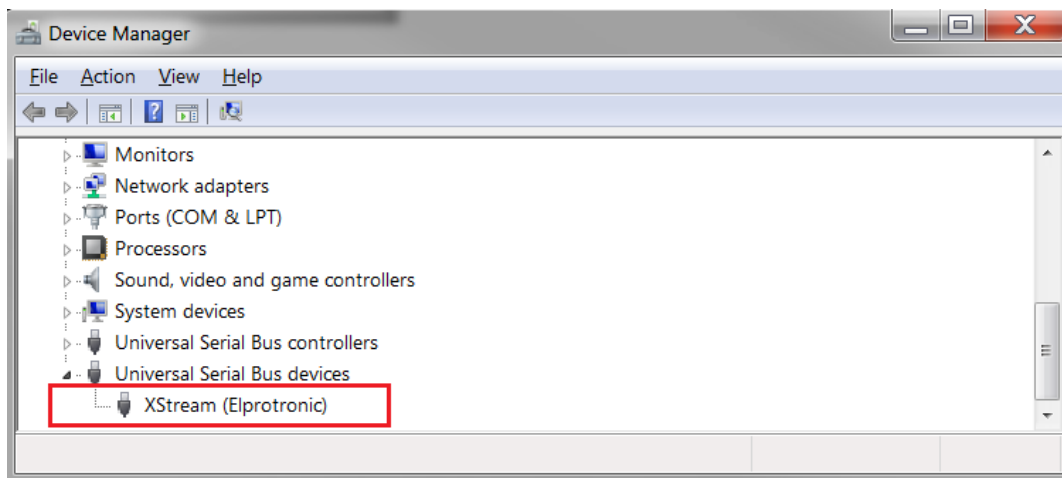 Device Manager
File Action View Help
Monitors
Network adapters
Ports (COM & LPT)
Processors
Sound, video and game controllers
System devices
Universal Serial Bus controllers
Universal Serial Bus devices
XStream (Elprotronic)